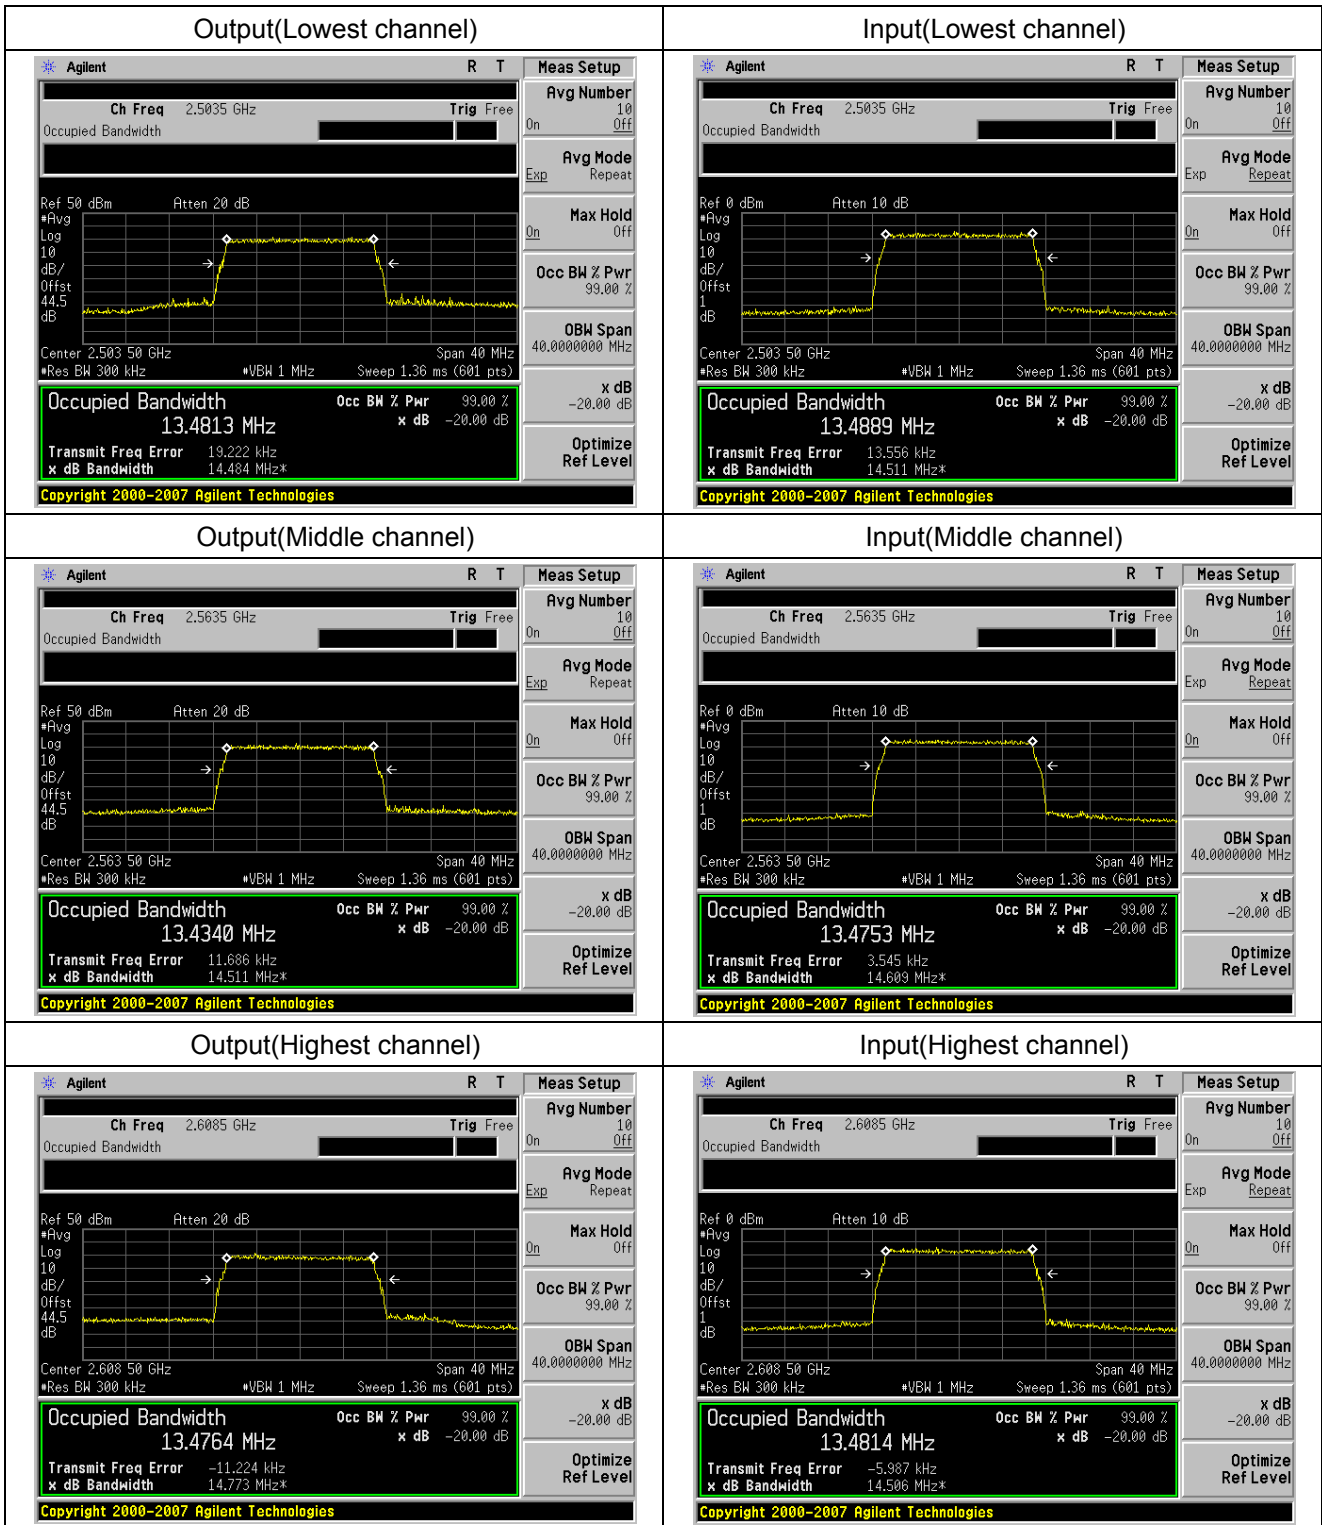 Output(Lowest channel)
Agilent R T Meas Setup
Ch Freq 2.5035 GHz Trig Free
Occupied Bandwidth
Avg Number
10
On Off
Avg Mode
Exp Repeat
Max Hold
On Off
Occ BW % Pwr
99.00 %
OBW Span
40.0000000 MHz
x dB
-20.00 dB
Optimize
Ref Level
Ref 50 dBm Atten 20 dB
#Avg
Log
10
dB/
Offst
44.5
dB
Center 2.503 50 GHz Span 40 MHz
#Res BW 300 kHz #VBW 1 MHz Sweep 1.36 ms (601 pts)
Occupied Bandwidth Occ BW % Pwr 99.00 %
13.4813 MHz x dB -20.00 dB
Transmit Freq Error 19.222 kHz
x dB Bandwidth 14.484 MHz*
Copyright 2000-2007 Agilent Technologies
Input(Lowest channel)
Agilent R T Meas Setup
Ch Freq 2.5035 GHz Trig Free
Occupied Bandwidth
Avg Number
10
On Off
Avg Mode
Exp Repeat
Max Hold
On Off
Occ BW % Pwr
99.00 %
OBW Span
40.0000000 MHz
x dB
-20.00 dB
Optimize
Ref Level
Ref 0 dBm Atten 10 dB
#Avg
Log
10
dB/
Offst
1
dB
Center 2.503 50 GHz Span 40 MHz
#Res BW 300 kHz #VBW 1 MHz Sweep 1.36 ms (601 pts)
Occupied Bandwidth Occ BW % Pwr 99.00 %
13.4889 MHz x dB -20.00 dB
Transmit Freq Error 13.556 kHz
x dB Bandwidth 14.511 MHz*
Copyright 2000-2007 Agilent Technologies
Output(Middle channel)
Agilent R T Meas Setup
Ch Freq 2.5635 GHz Trig Free
Occupied Bandwidth
Avg Number
10
On Off
Avg Mode
Exp Repeat
Max Hold
On Off
Occ BW % Pwr
99.00 %
OBW Span
40.0000000 MHz
x dB
-20.00 dB
Optimize
Ref Level
Ref 50 dBm Atten 20 dB
#Avg
Log
10
dB/
Offst
44.5
dB
Center 2.563 50 GHz Span 40 MHz
#Res BW 300 kHz #VBW 1 MHz Sweep 1.36 ms (601 pts)
Occupied Bandwidth Occ BW % Pwr 99.00 %
13.4340 MHz x dB -20.00 dB
Transmit Freq Error 11.686 kHz
x dB Bandwidth 14.511 MHz*
Copyright 2000-2007 Agilent Technologies
Input(Middle channel)
Agilent R T Meas Setup
Ch Freq 2.5635 GHz Trig Free
Occupied Bandwidth
Avg Number
10
On Off
Avg Mode
Exp Repeat
Max Hold
On Off
Occ BW % Pwr
99.00 %
OBW Span
40.0000000 MHz
x dB
-20.00 dB
Optimize
Ref Level
Ref 0 dBm Atten 10 dB
#Avg
Log
10
dB/
Offst
1
dB
Center 2.563 50 GHz Span 40 MHz
#Res BW 300 kHz #VBW 1 MHz Sweep 1.36 ms (601 pts)
Occupied Bandwidth Occ BW % Pwr 99.00 %
13.4753 MHz x dB -20.00 dB
Transmit Freq Error 3.545 kHz
x dB Bandwidth 14.609 MHz*
Copyright 2000-2007 Agilent Technologies
Output(Highest channel)
Agilent R T Meas Setup
Ch Freq 2.6085 GHz Trig Free
Occupied Bandwidth
Avg Number
10
On Off
Avg Mode
Exp Repeat
Max Hold
On Off
Occ BW % Pwr
99.00 %
OBW Span
40.0000000 MHz
x dB
-20.00 dB
Optimize
Ref Level
Ref 50 dBm Atten 20 dB
#Avg
Log
10
dB/
Offst
44.5
dB
Center 2.608 50 GHz Span 40 MHz
#Res BW 300 kHz #VBW 1 MHz Sweep 1.36 ms (601 pts)
Occupied Bandwidth Occ BW % Pwr 99.00 %
13.4764 MHz x dB -20.00 dB
Transmit Freq Error -11.224 kHz
x dB Bandwidth 14.773 MHz*
Copyright 2000-2007 Agilent Technologies
Input(Highest channel)
Agilent R T Meas Setup
Ch Freq 2.6085 GHz Trig Free
Occupied Bandwidth
Avg Number
10
On Off
Avg Mode
Exp Repeat
Max Hold
On Off
Occ BW % Pwr
99.00 %
OBW Span
40.0000000 MHz
x dB
-20.00 dB
Optimize
Ref Level
Ref 0 dBm Atten 10 dB
#Avg
Log
10
dB/
Offst
1
dB
Center 2.608 50 GHz Span 40 MHz
#Res BW 300 kHz #VBW 1 MHz Sweep 1.36 ms (601 pts)
Occupied Bandwidth Occ BW % Pwr 99.00 %
13.4814 MHz x dB -20.00 dB
Transmit Freq Error -5.987 kHz
x dB Bandwidth 14.506 MHz*
Copyright 2000-2007 Agilent Technologies